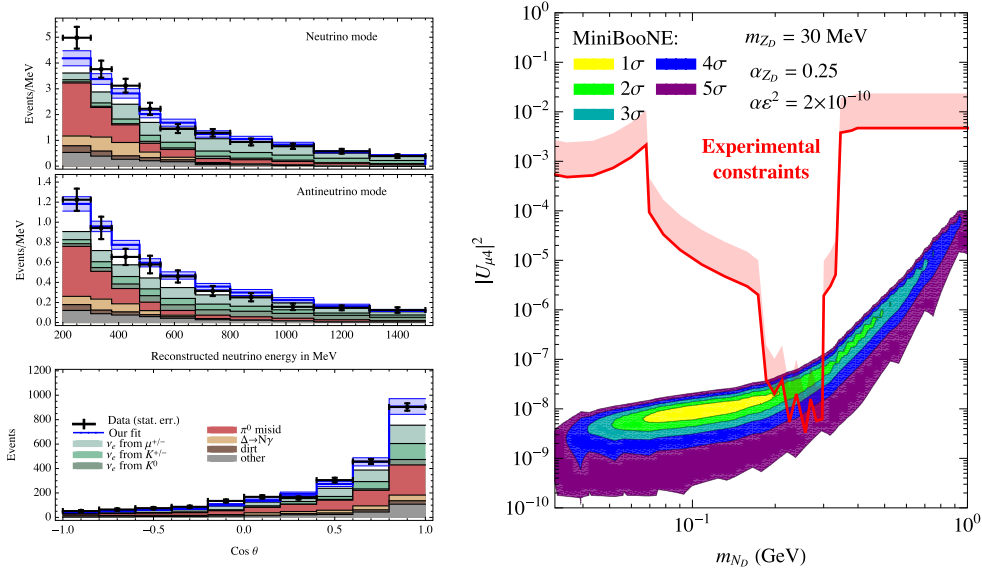 Neutrino mode
Events/MeV
5
4
3
2
1
0
Antineutrino mode
Events/MeV
1.4
1.2
1.0
0.8
0.6
0.4
0.2
0.0
200 400 600 800 1000 1200 1400
Reconstructed neutrino energy in MeV
Events
1200
1000
800
600
400
200
0
Data (stat. err.)
Our fit
νe from μ+/−
νe from K+/−
νe from K0
π0 misid
Δ→Nγ
dirt
other
−1.0 −0.5 0.0 0.5 1.0
Cos θ
MiniBooNE:
1σ 4σ
2σ 5σ
3σ
mZD = 30 MeV
αZD = 0.25
αε² = 2×10⁻¹⁰
Experimental
constraints
|Uμ4|²
10⁰
10⁻¹
10⁻²
10⁻³
10⁻⁴
10⁻⁵
10⁻⁶
10⁻⁷
10⁻⁸
10⁻⁹
10⁻¹⁰
10⁻¹ 10⁰
mND (GeV)